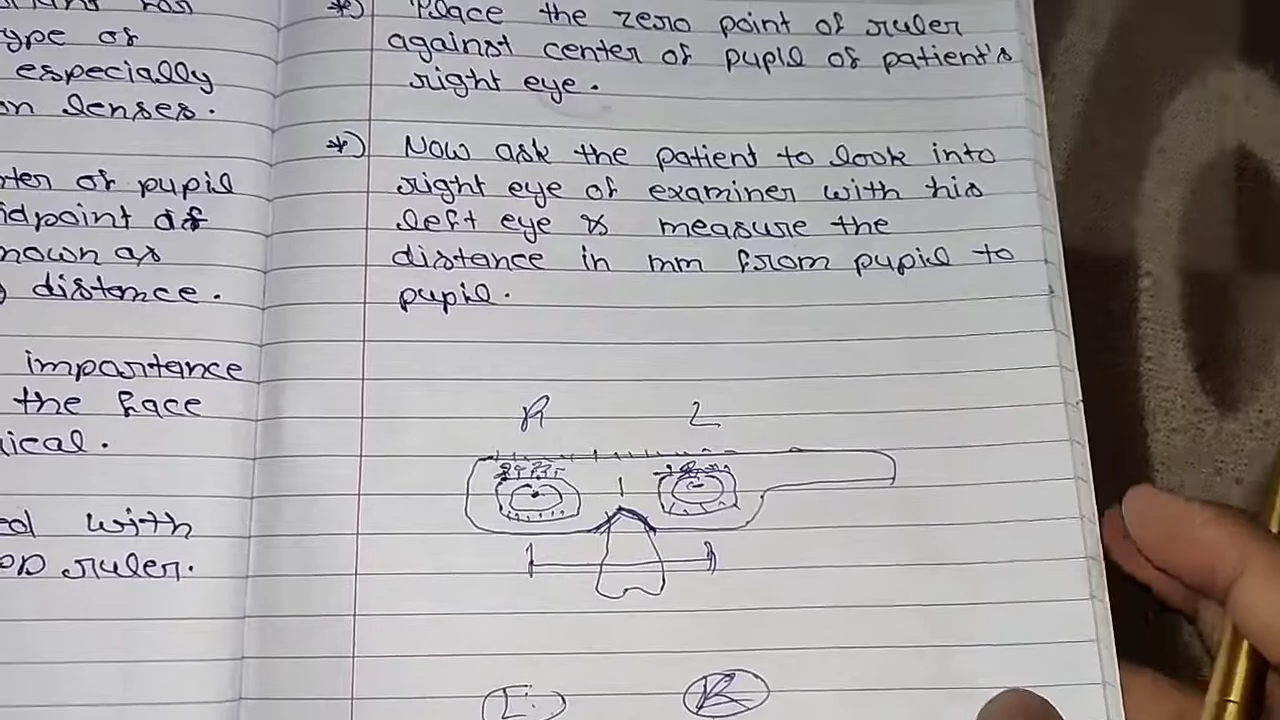 ype of
especially
on lenses.
ter of pupil
idpoint of
nown as
distance.
importance
the face
ical.
ed with
PD ruler.
*) Place the zero point of ruler
against center of pupil of patient's
right eye.
*) Now ask the patient to look into
right eye of examiner with his
left eye & measure the
distance in mm from pupil to
pupil.
R L
L R